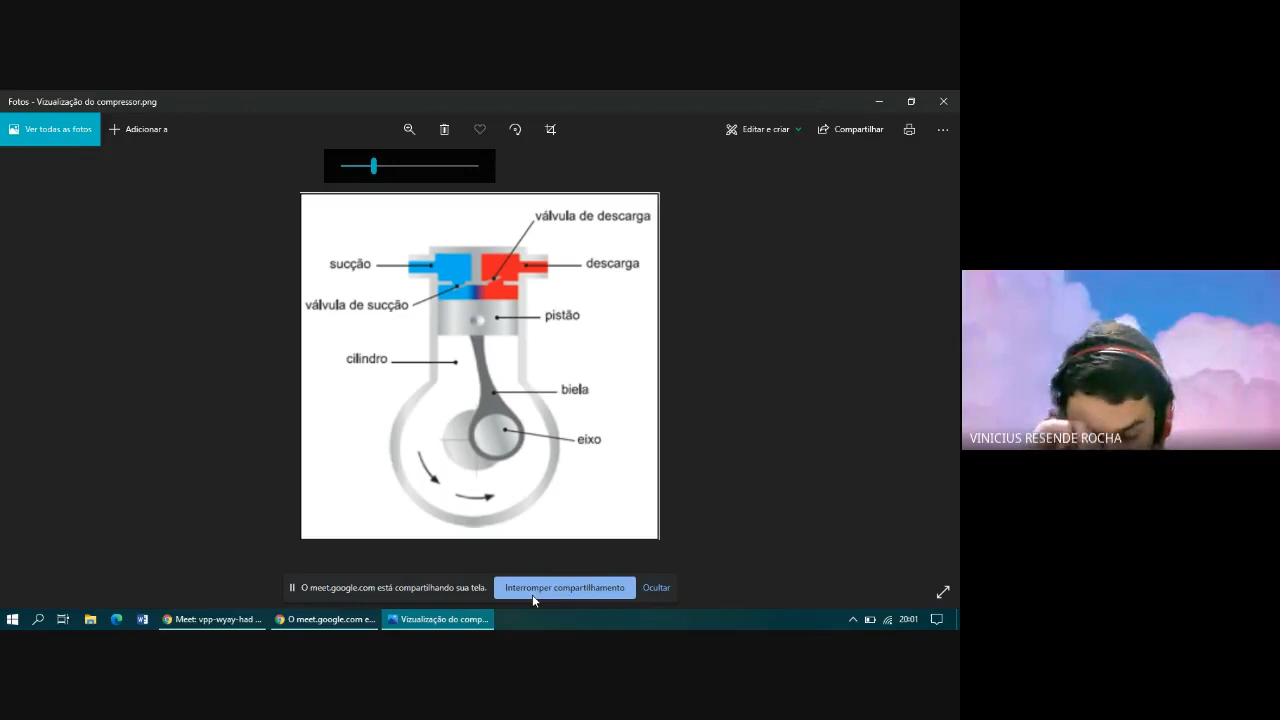 Fotos - Vizualização do compressor.png
Ver todas as fotos
Adicionar a
Editar e criar
Compartilhar
válvula de descarga
sucção
descarga
válvula de sucção
pistão
cilindro
biela
eixo
VINICIUS RESENDE ROCHA
O meet.google.com está compartilhando sua tela.
Interromper compartilhamento
Ocultar
Meet: vpp-wyay-had ...
O meet.google.com e...
Vizualização do comp...
20:01